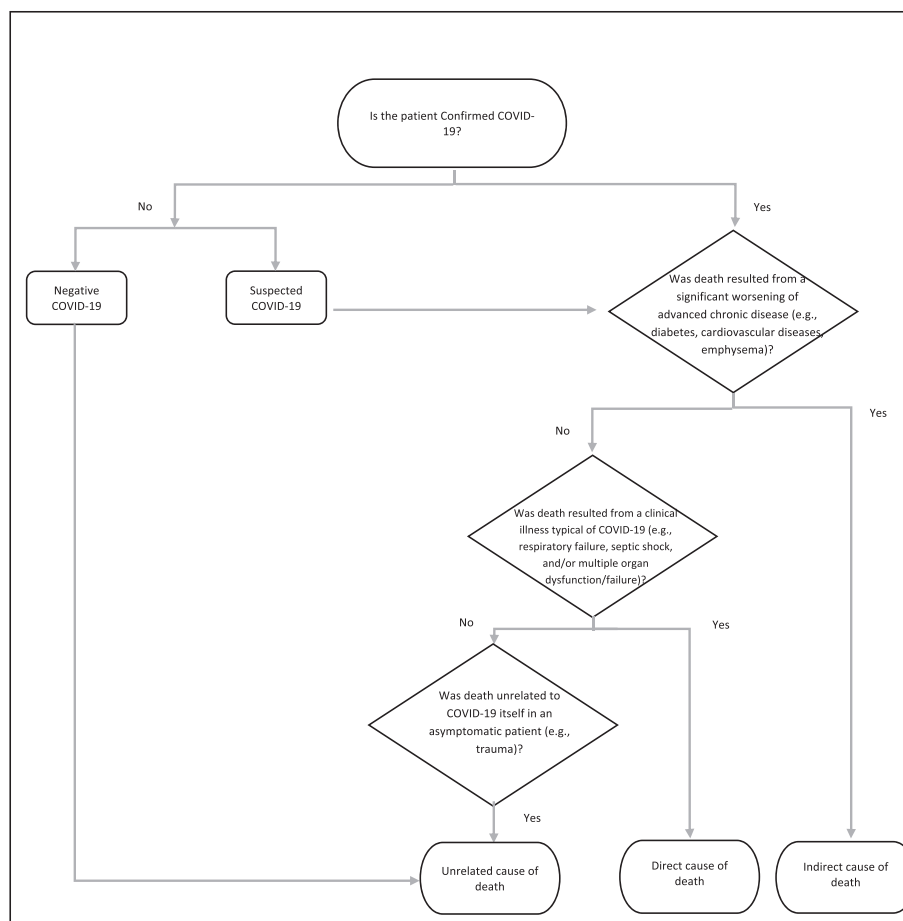 Is the patient Confirmed COVID-
19?
No
Yes
Negative
COVID-19
Suspected
COVID-19
Was death resulted from a
significant worsening of
advanced chronic disease (e.g.,
diabetes, cardiovascular diseases,
emphysema)?
No
Yes
Was death resulted from a clinical
illness typical of COVID-19 (e.g.,
respiratory failure, septic shock,
and/or multiple organ
dysfunction/failure)?
No
Yes
Was death unrelated to
COVID-19 itself in an
asymptomatic patient (e.g.,
trauma)?
Yes
Unrelated cause of
death
Direct cause of
death
Indirect cause of
death